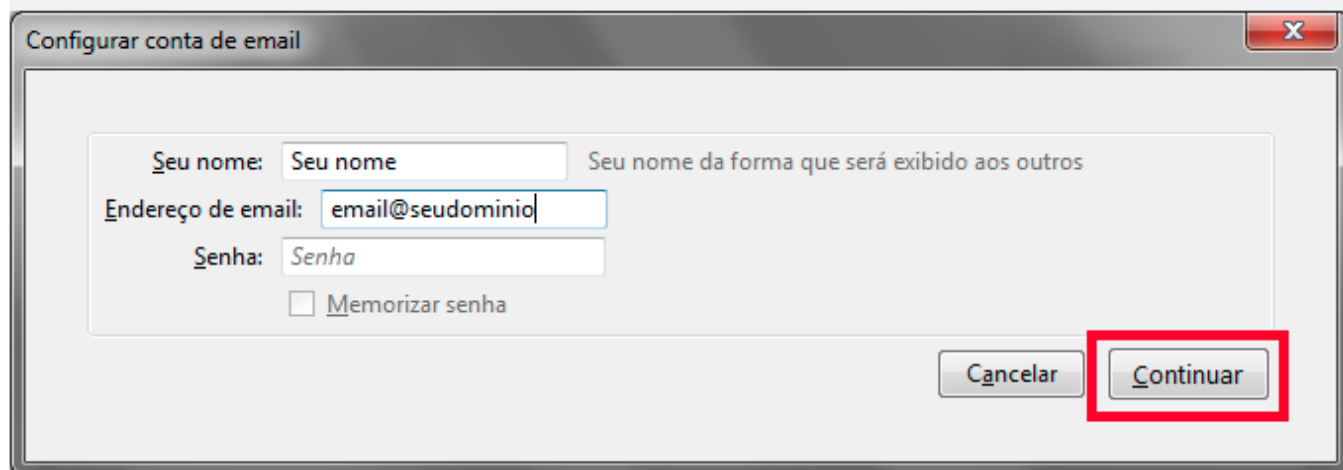 Configurar conta de email
Seu nome: Seu nome Seu nome da forma que será exibido aos outros
Endereço de email: email@seudominio
Senha: Senha
Memorizar senha
Cancelar Continuar